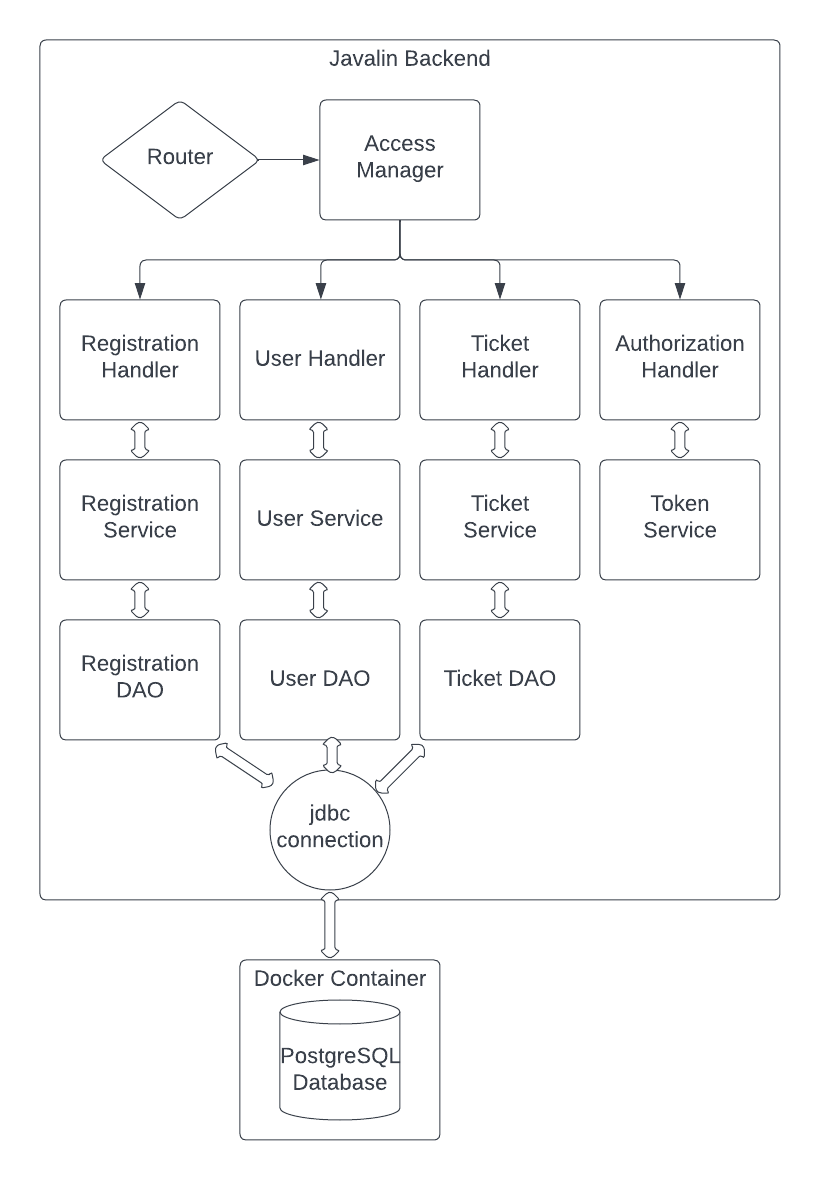 Javalin Backend
Router
Access
Manager
Registration
Handler
User Handler
Ticket
Handler
Authorization
Handler
Registration
Service
User Service
Ticket
Service
Token
Service
Registration
DAO
User DAO
Ticket DAO
jdbc
connection
Docker Container
PostgreSQL
Database